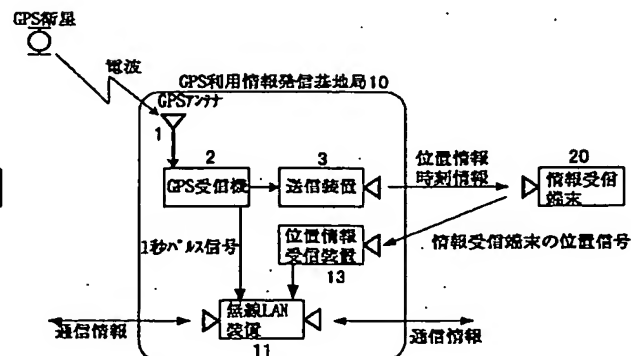 GPS衛星
電波
GPS利用情報発信基地局10
GPSアンテナ
1
2
GPS受信機
3
送信装置
位置情報
時刻情報
20
情報受信
端末
1秒パルス信号
位置情報
受信装置
13
情報受信端末の位置信号
無線LAN
装置
11
通信情報
通信情報